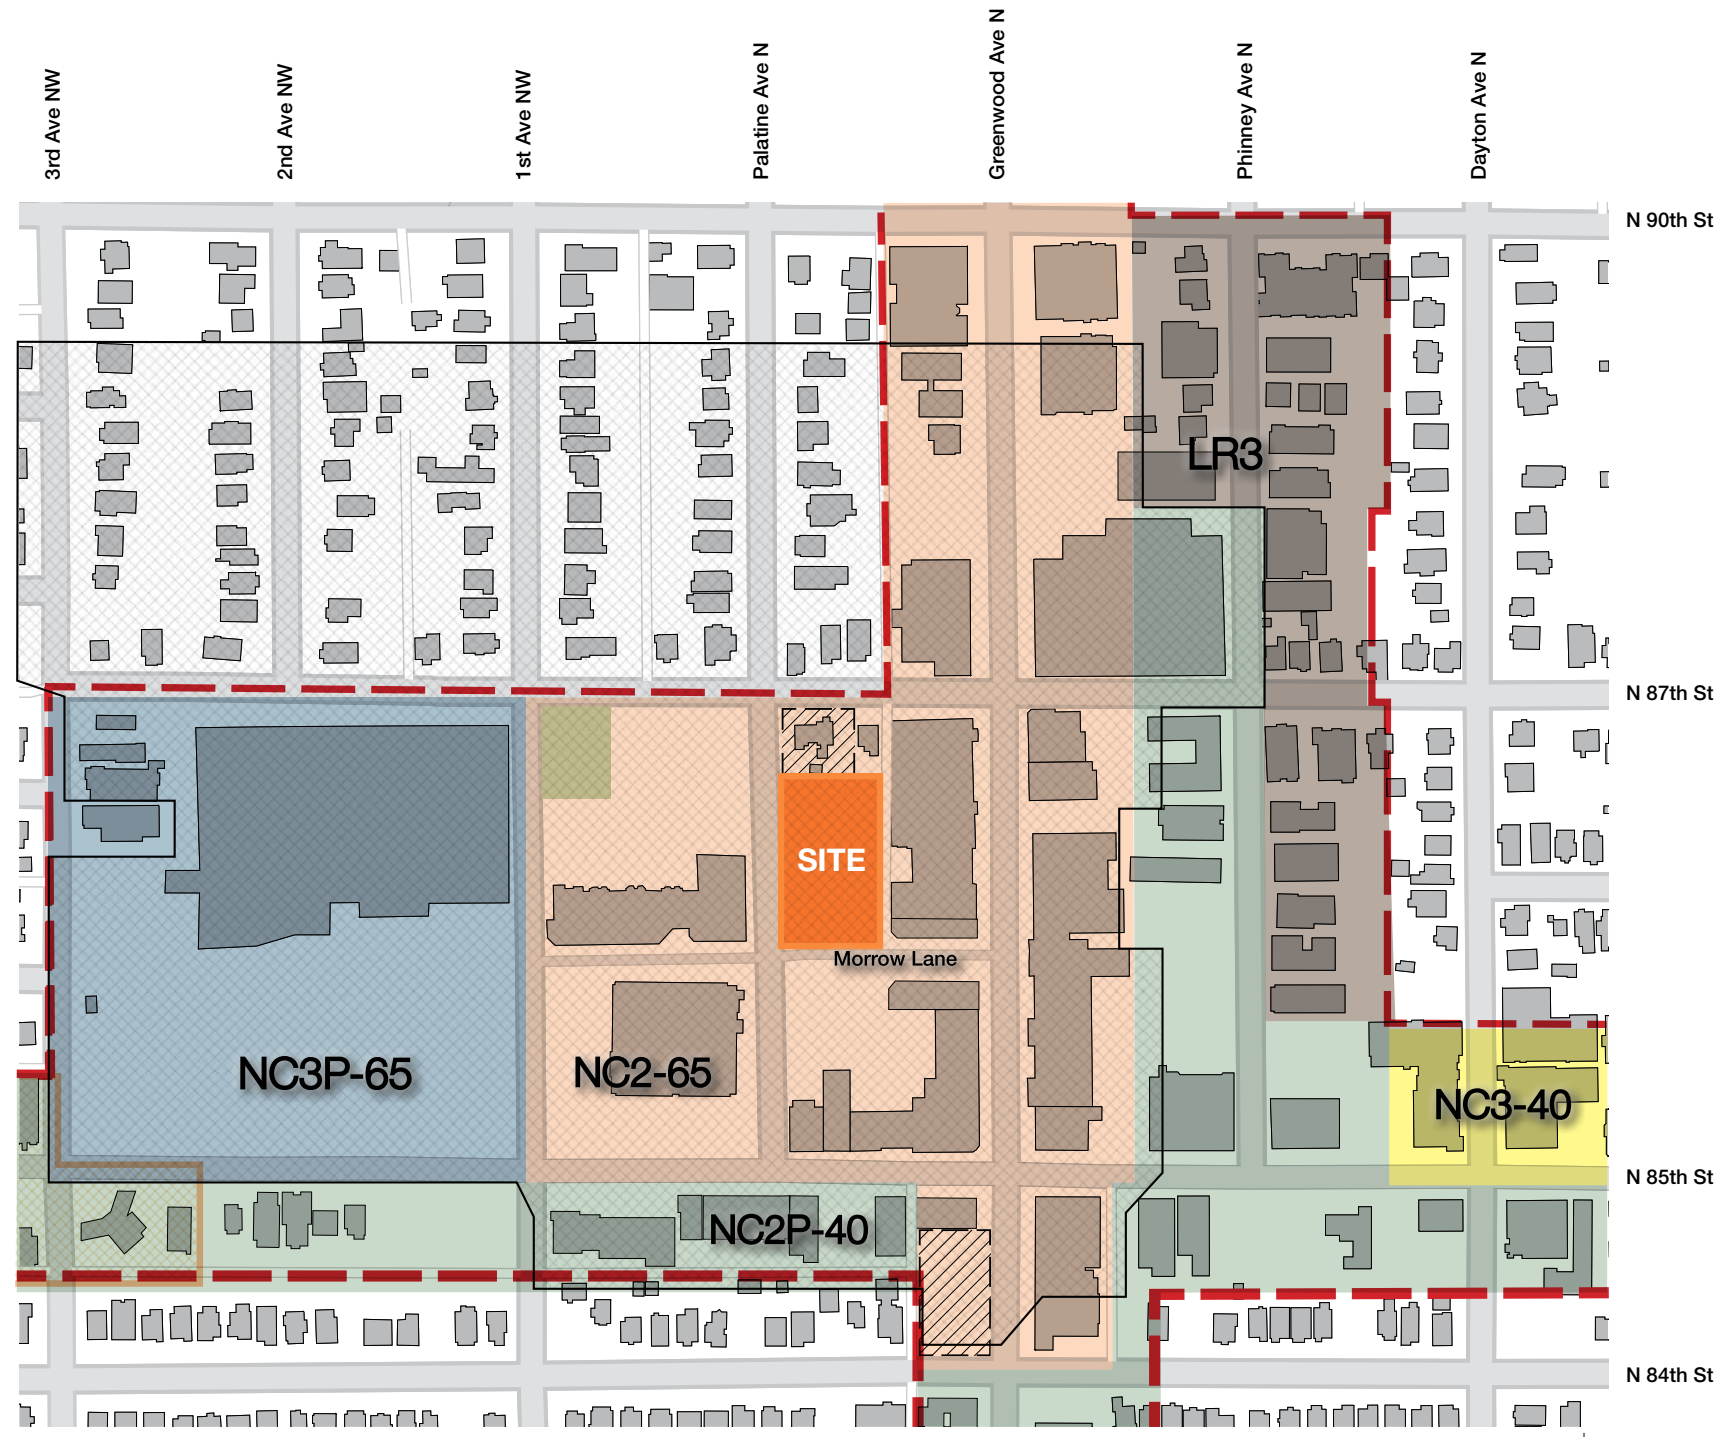 3rd Ave NW
2nd Ave NW
1st Ave NW
Palatine Ave N
Greenwood Ave N
Phinney Ave N
Dayton Ave N
N 90th St
LR3
N 87th St
SITE
Morrow Lane
NC3P-65
NC2-65
NC3-40
N 85th St
NC2P-40
N 84th St